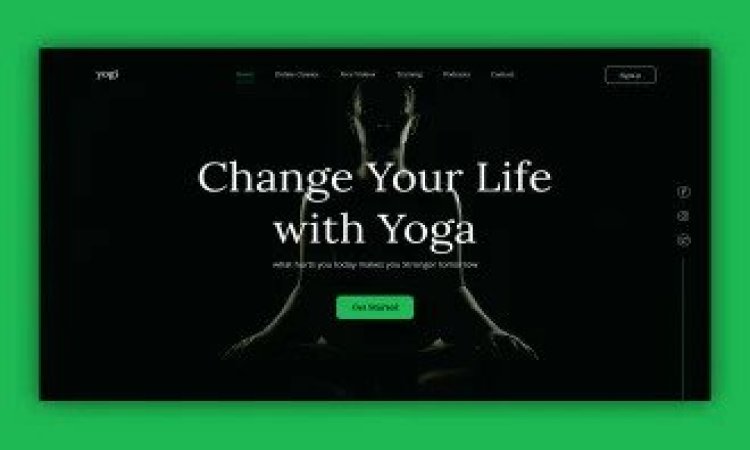 yogi
Home Online Classes Free Videos Training Podcasts Contact
Sign up
Change Your Life
with Yoga
what hurts you today makes you stronger tomorrow
Get Started